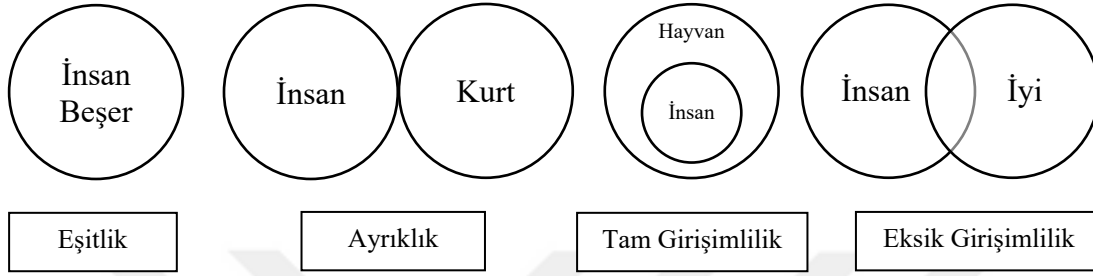 İnsan
Beşer
İnsan
Kurt
Hayvan
İnsan
İnsan
İyi
Eşitlik
Ayrıklık
Tam Girişimlilik
Eksik Girişimlilik